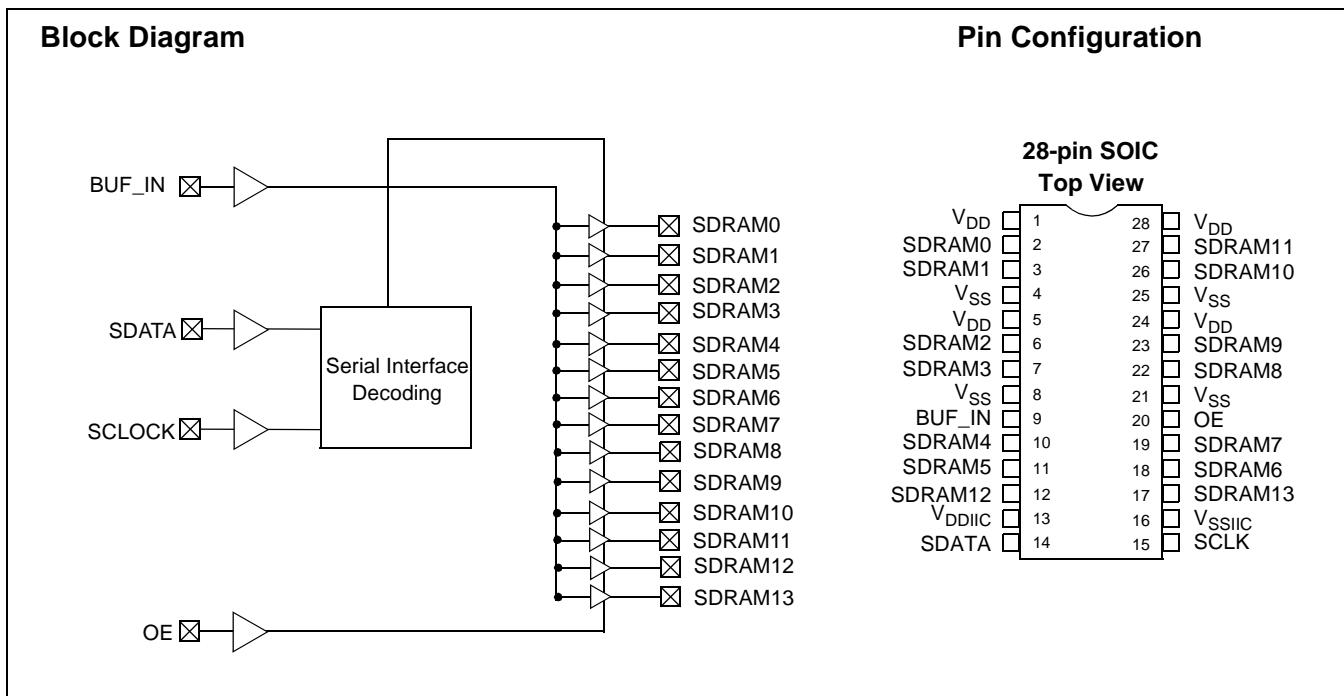 Block Diagram
BUF_IN
SDATA
SCLOCK
OE
Serial Interface
Decoding
SDRAM0
SDRAM1
SDRAM2
SDRAM3
SDRAM4
SDRAM5
SDRAM6
SDRAM7
SDRAM8
SDRAM9
SDRAM10
SDRAM11
SDRAM12
SDRAM13
Pin Configuration
28-pin SOIC
Top View
VDD 1 28 VDD
SDRAM0 2 27 SDRAM11
SDRAM1 3 26 SDRAM10
VSS 4 25 VSS
VDD 5 24 VDD
SDRAM2 6 23 SDRAM9
SDRAM3 7 22 SDRAM8
VSS 8 21 VSS
BUF_IN 9 20 OE
SDRAM4 10 19 SDRAM7
SDRAM5 11 18 SDRAM6
SDRAM12 12 17 SDRAM13
VDDIIC 13 16 VSSIIC
SDATA 14 15 SCLK